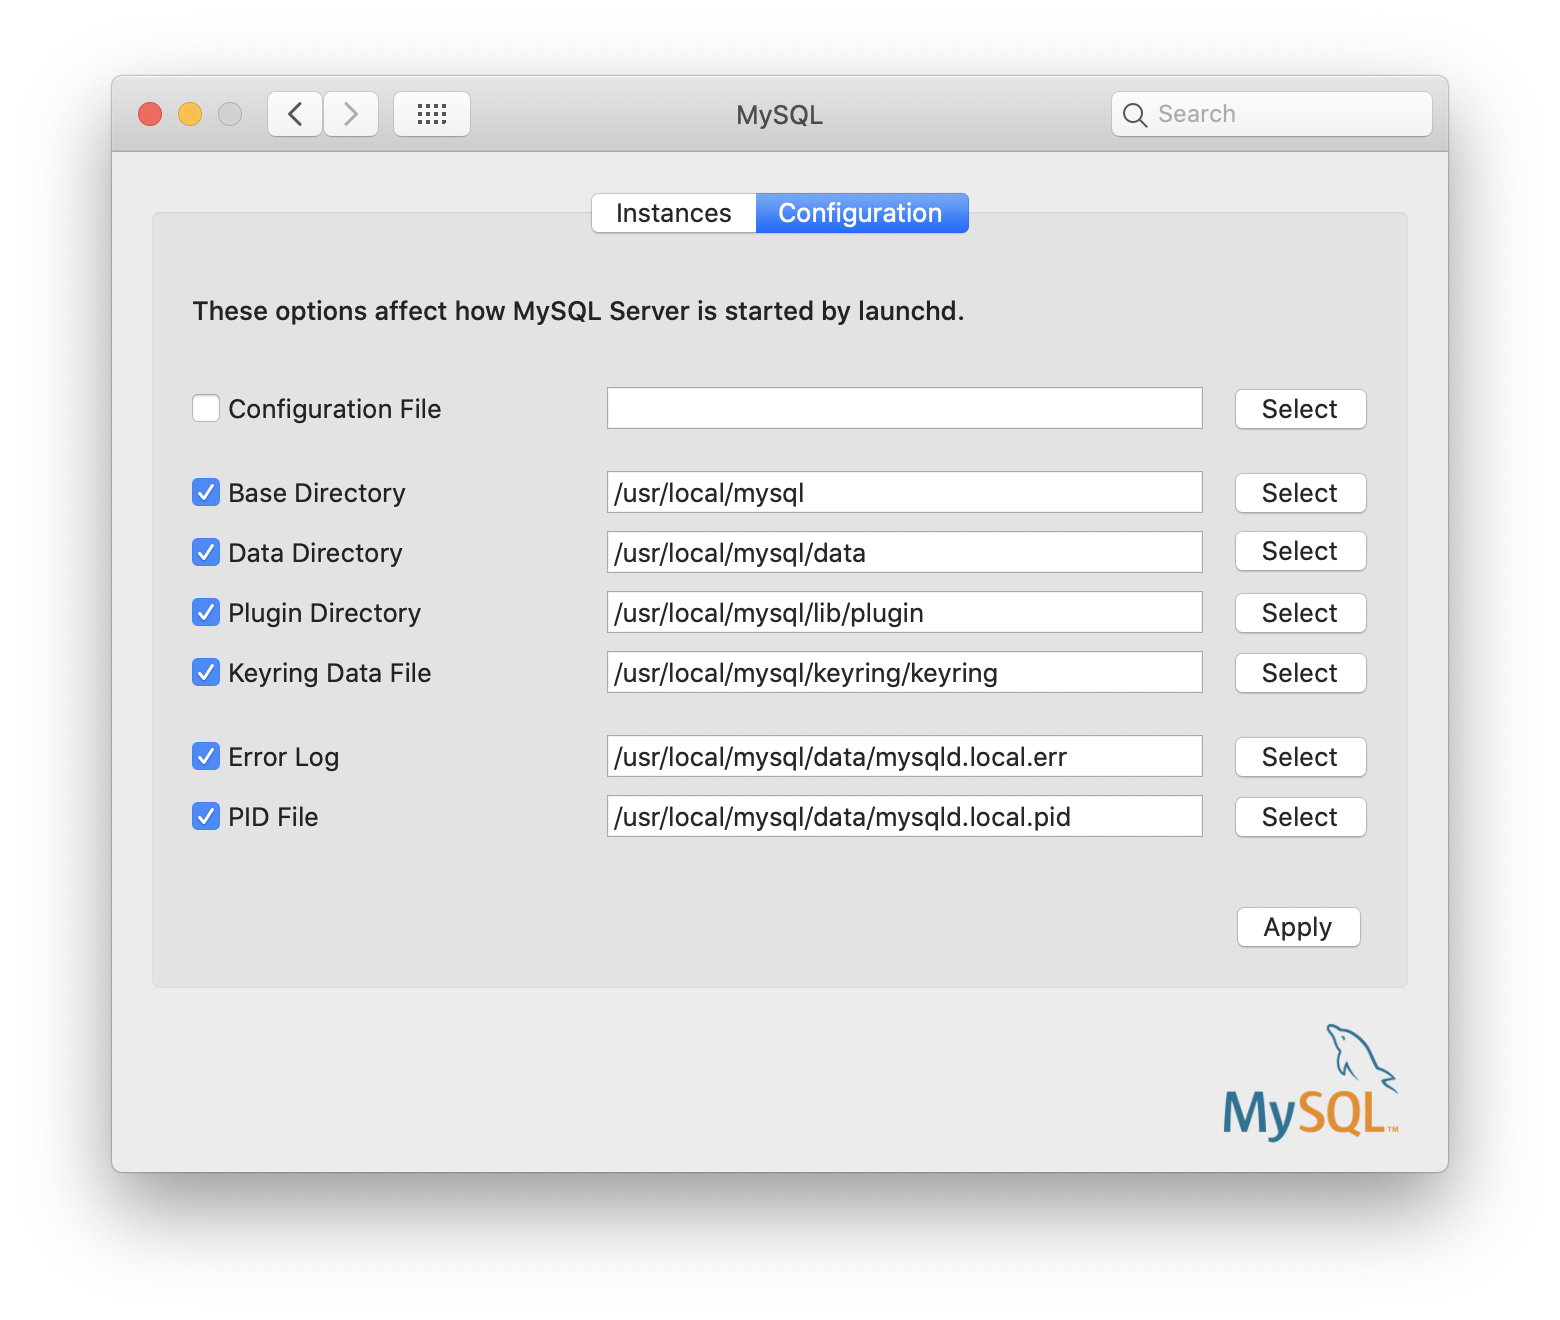 MySQL
Search
Instances Configuration
These options affect how MySQL Server is started by launchd.
Configuration File Select
Base Directory /usr/local/mysql Select
Data Directory /usr/local/mysql/data Select
Plugin Directory /usr/local/mysql/lib/plugin Select
Keyring Data File /usr/local/mysql/keyring/keyring Select
Error Log /usr/local/mysql/data/mysqld.local.err Select
PID File /usr/local/mysql/data/mysqld.local.pid Select
Apply
MySQL™